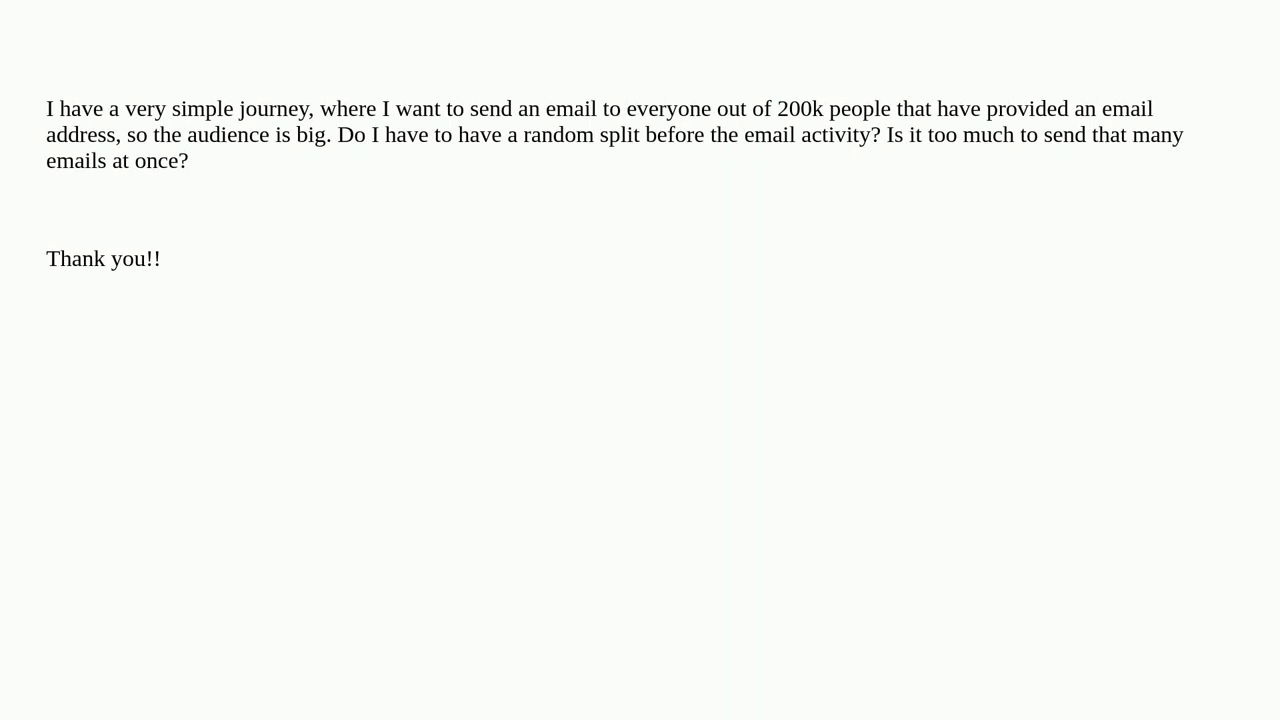 I have a very simple journey, where I want to send an email to everyone out of 200k people that have provided an email
address, so the audience is big. Do I have to have a random split before the email activity? Is it too much to send that many
emails at once?
Thank you!!